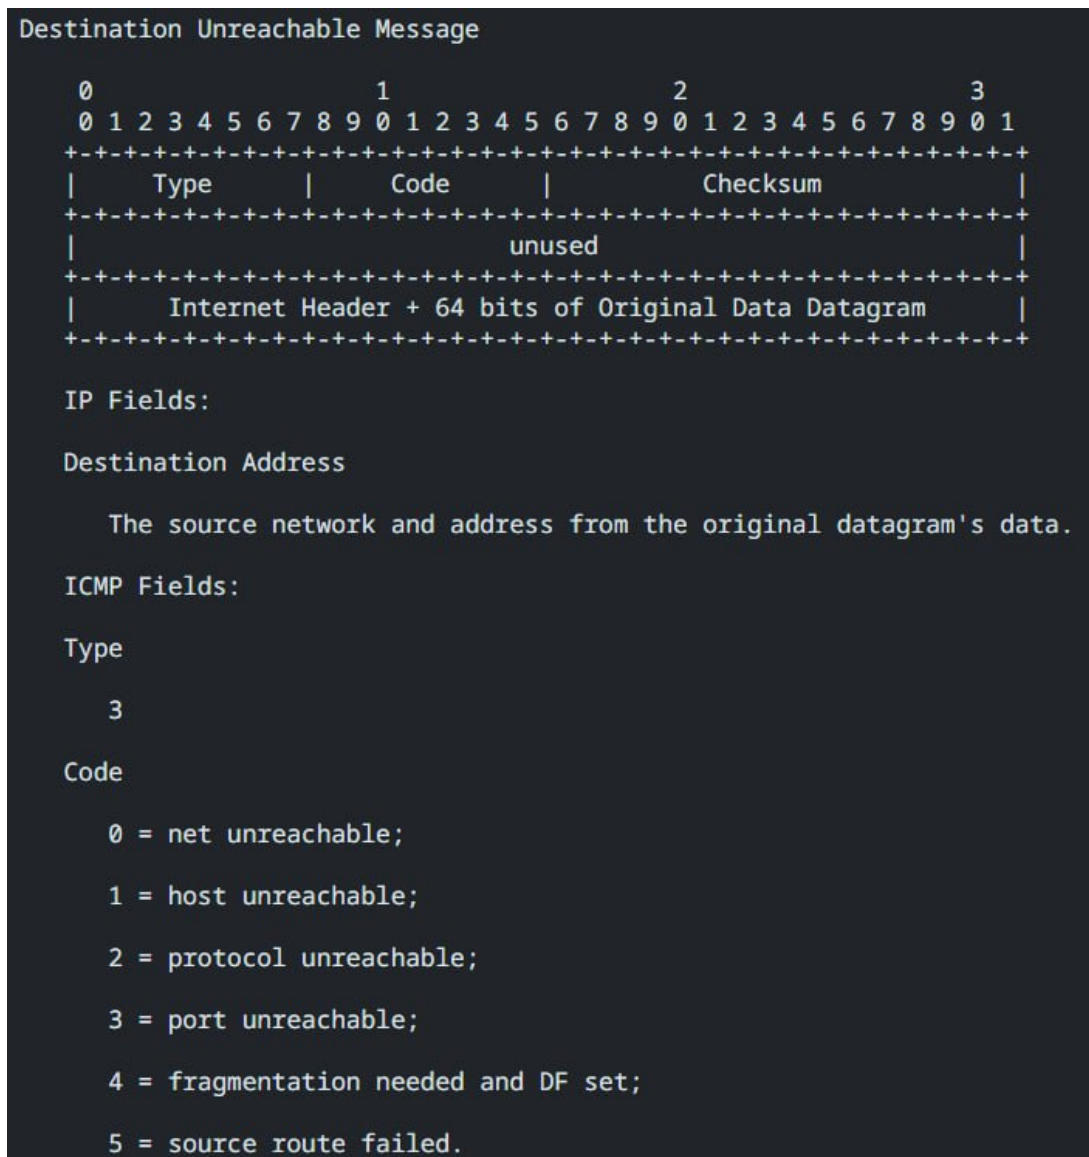 Destination Unreachable Message
0                   1                   2                   3
0 1 2 3 4 5 6 7 8 9 0 1 2 3 4 5 6 7 8 9 0 1 2 3 4 5 6 7 8 9 0 1
+-+-+-+-+-+-+-+-+-+-+-+-+-+-+-+-+-+-+-+-+-+-+-+-+-+-+-+-+-+-+-+-+
|     Type      |     Code      |          Checksum             |
+-+-+-+-+-+-+-+-+-+-+-+-+-+-+-+-+-+-+-+-+-+-+-+-+-+-+-+-+-+-+-+-+
|                             unused                            |
+-+-+-+-+-+-+-+-+-+-+-+-+-+-+-+-+-+-+-+-+-+-+-+-+-+-+-+-+-+-+-+-+
|      Internet Header + 64 bits of Original Data Datagram      |
+-+-+-+-+-+-+-+-+-+-+-+-+-+-+-+-+-+-+-+-+-+-+-+-+-+-+-+-+-+-+-+-+
IP Fields:
Destination Address
The source network and address from the original datagram's data.
ICMP Fields:
Type
3
Code
0 = net unreachable;
1 = host unreachable;
2 = protocol unreachable;
3 = port unreachable;
4 = fragmentation needed and DF set;
5 = source route failed.